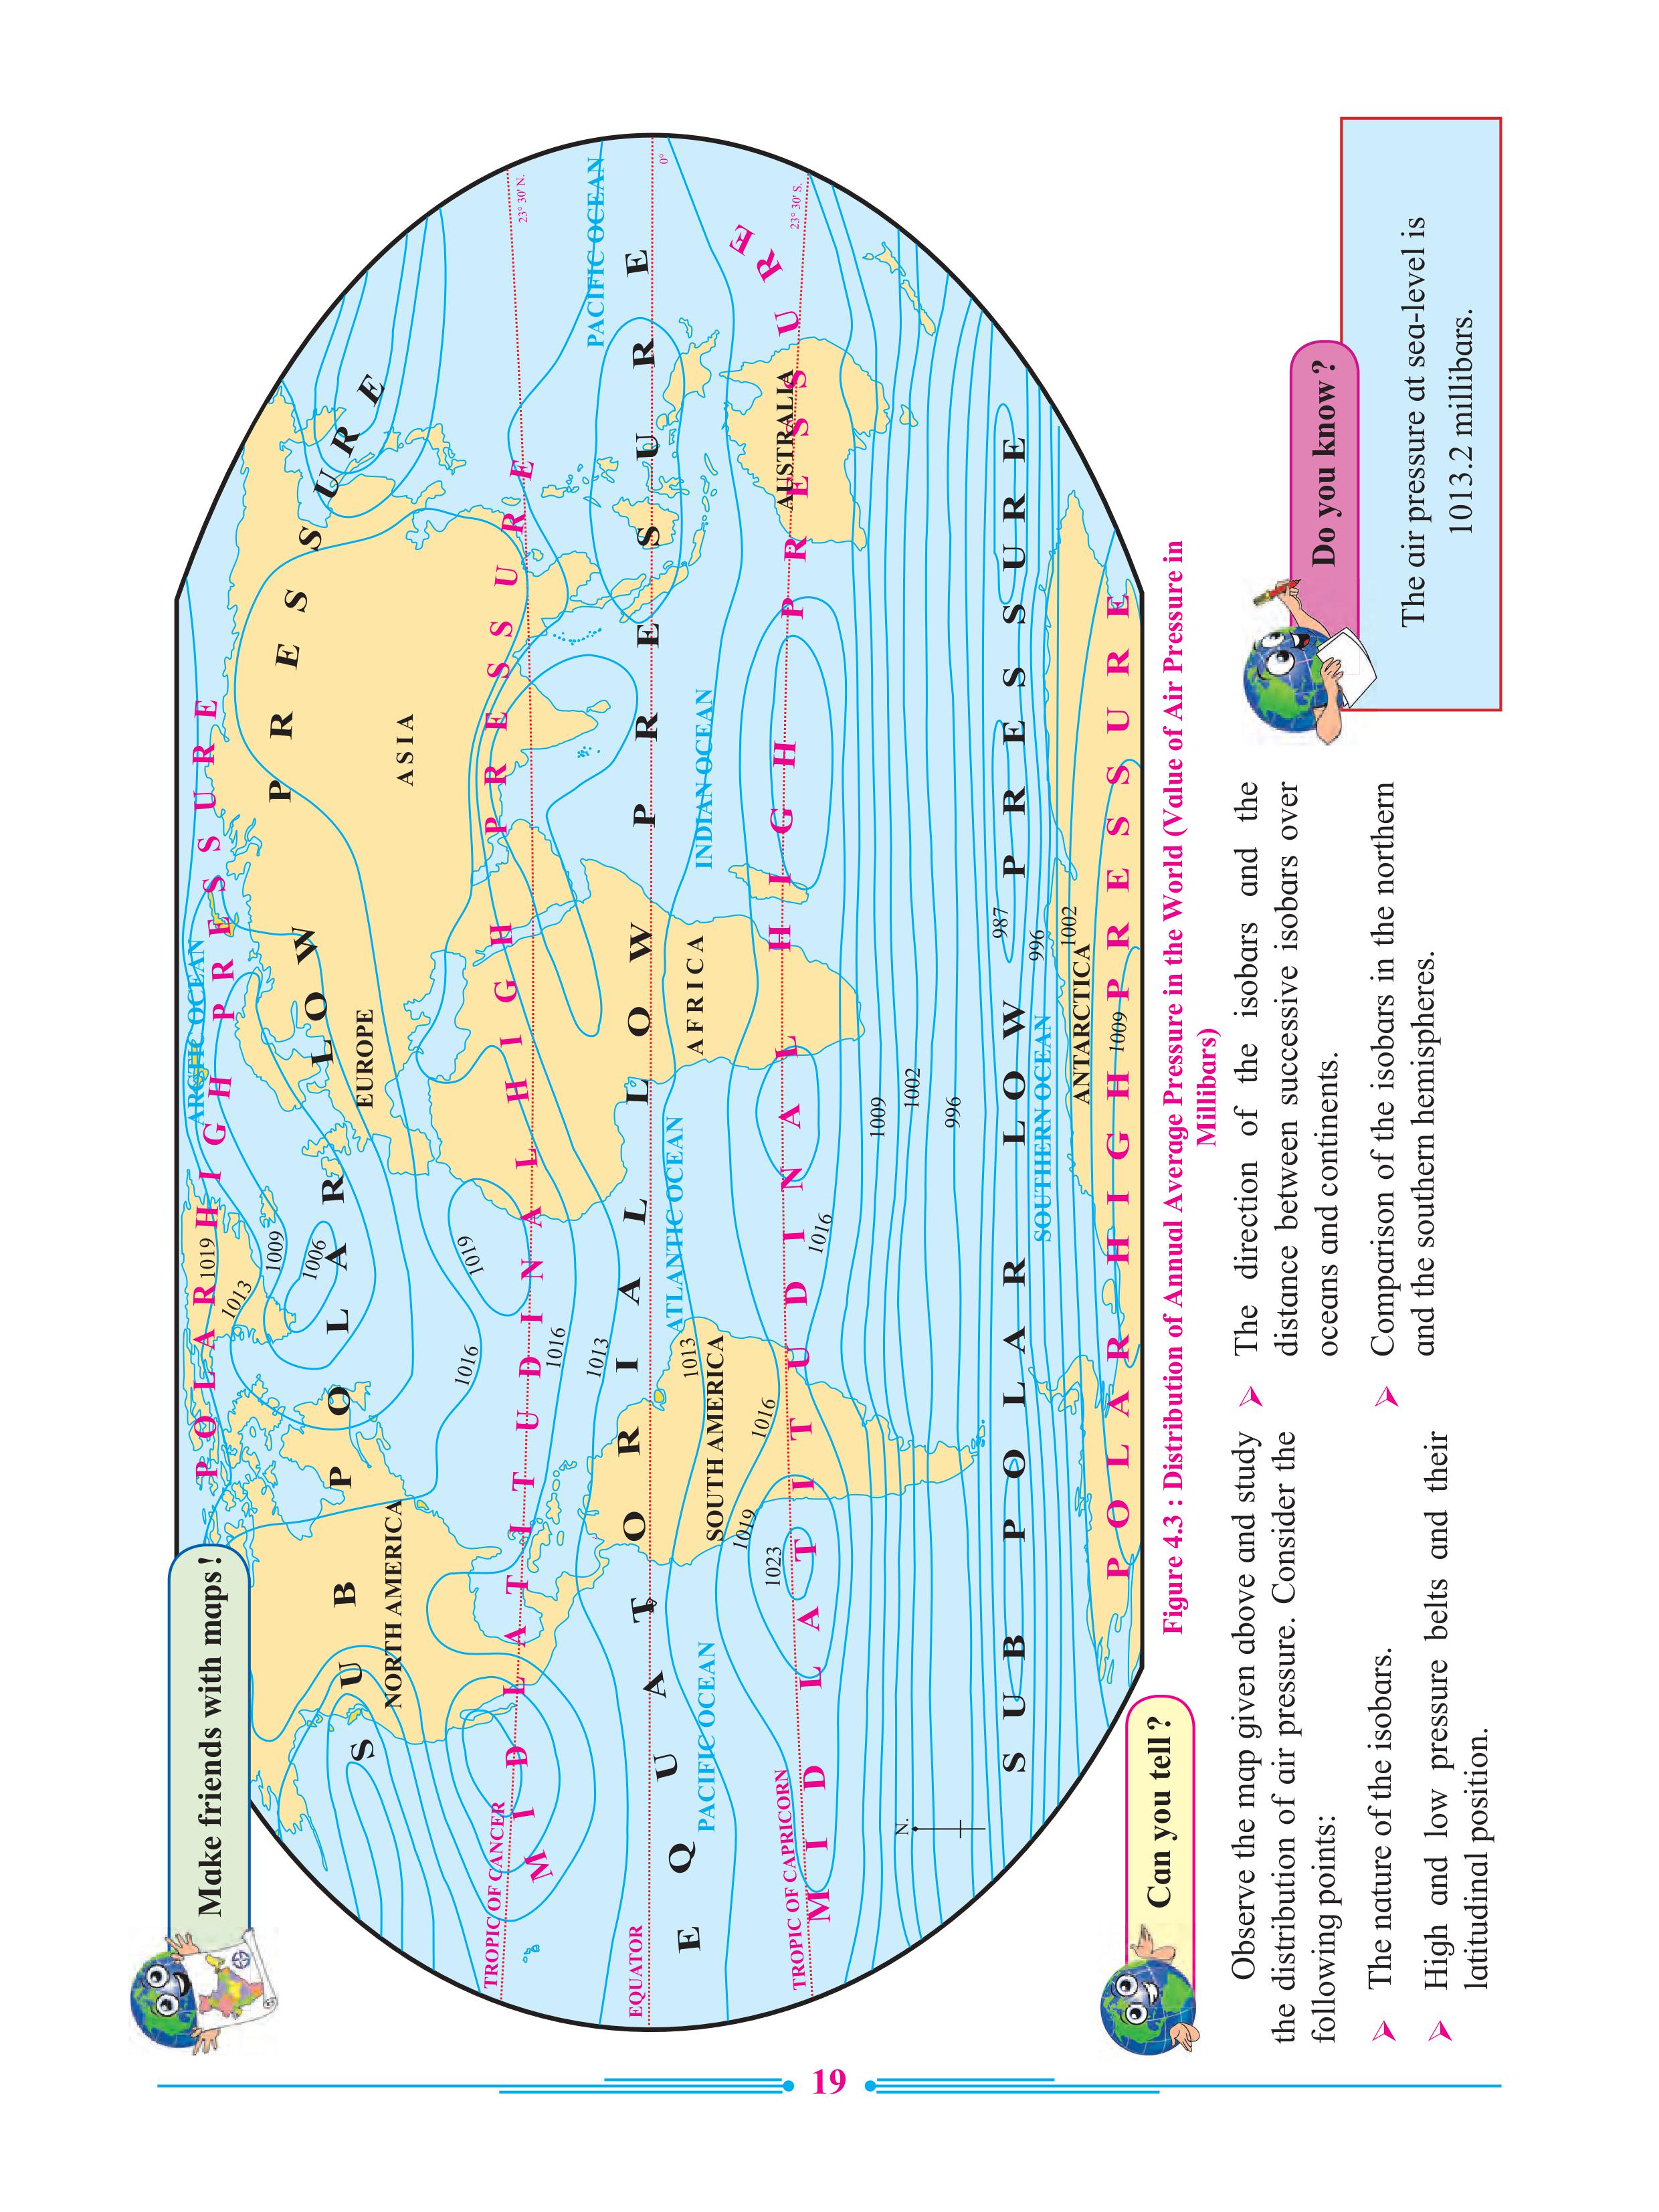 Make friends with maps!
ARCTIC OCEAN
POLAR HIGH PRESSURE
1019
1013
1009
1006
SUB POLAR LOW PRESSURE
EUROPE
ASIA
NORTH AMERICA
1016
1019
TROPIC OF CANCER
23° 30' N.
MID LATITUDINAL HIGH PRESSURE
1016
1013
PACIFIC OCEAN
EQUATOR
0°
EQUATORIAL LOW PRESSURE
ATLANTIC OCEAN
AFRICA
INDIAN OCEAN
PACIFIC OCEAN
1013
SOUTH AMERICA
1016
1019
1023
AUSTRALIA
TROPIC OF CAPRICORN
23° 30' S.
MID LATITUDINAL HIGH PRESSURE
1016
1009
1002
996
N.
987
SUB POLAR LOW PRESSURE
996
SOUTHERN OCEAN
1002
ANTARCTICA
1009
POLAR HIGH PRESSURE
Figure 4.3 : Distribution of Annual Average Pressure in the World (Value of Air Pressure in
Millibars)
Can you tell?
Observe the map given above and study
the distribution of air pressure. Consider the
following points:
➤ The nature of the isobars.
➤ High and low pressure belts and their
latitudinal position.
➤ The direction of the isobars and the
distance between successive isobars over
oceans and continents.
➤ Comparison of the isobars in the northern
and the southern hemispheres.
Do you know?
The air pressure at sea-level is
1013.2 millibars.
19